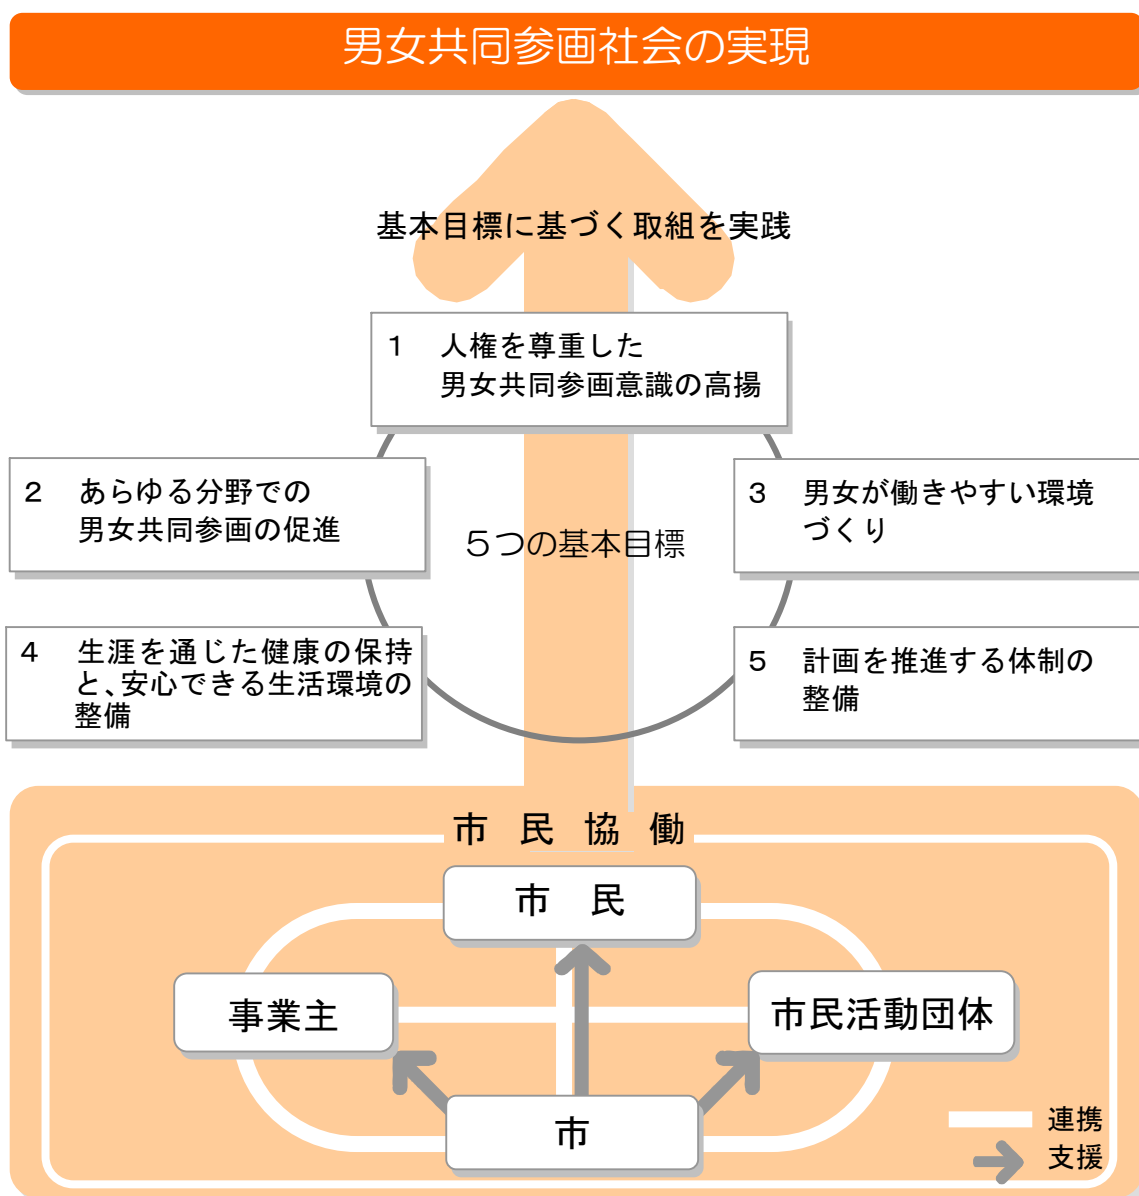 男女共同参画社会の実現
基本目標に基づく取組を実践
1 人権を尊重した
男女共同参画意識の高揚
2 あらゆる分野での
男女共同参画の促進
3 男女が働きやすい環境
づくり
5つの基本目標
4 生涯を通じた健康の保持
と、安心できる生活環境の
整備
5 計画を推進する体制の
整備
市民協働
市民
事業主
市民活動団体
市
連携
支援